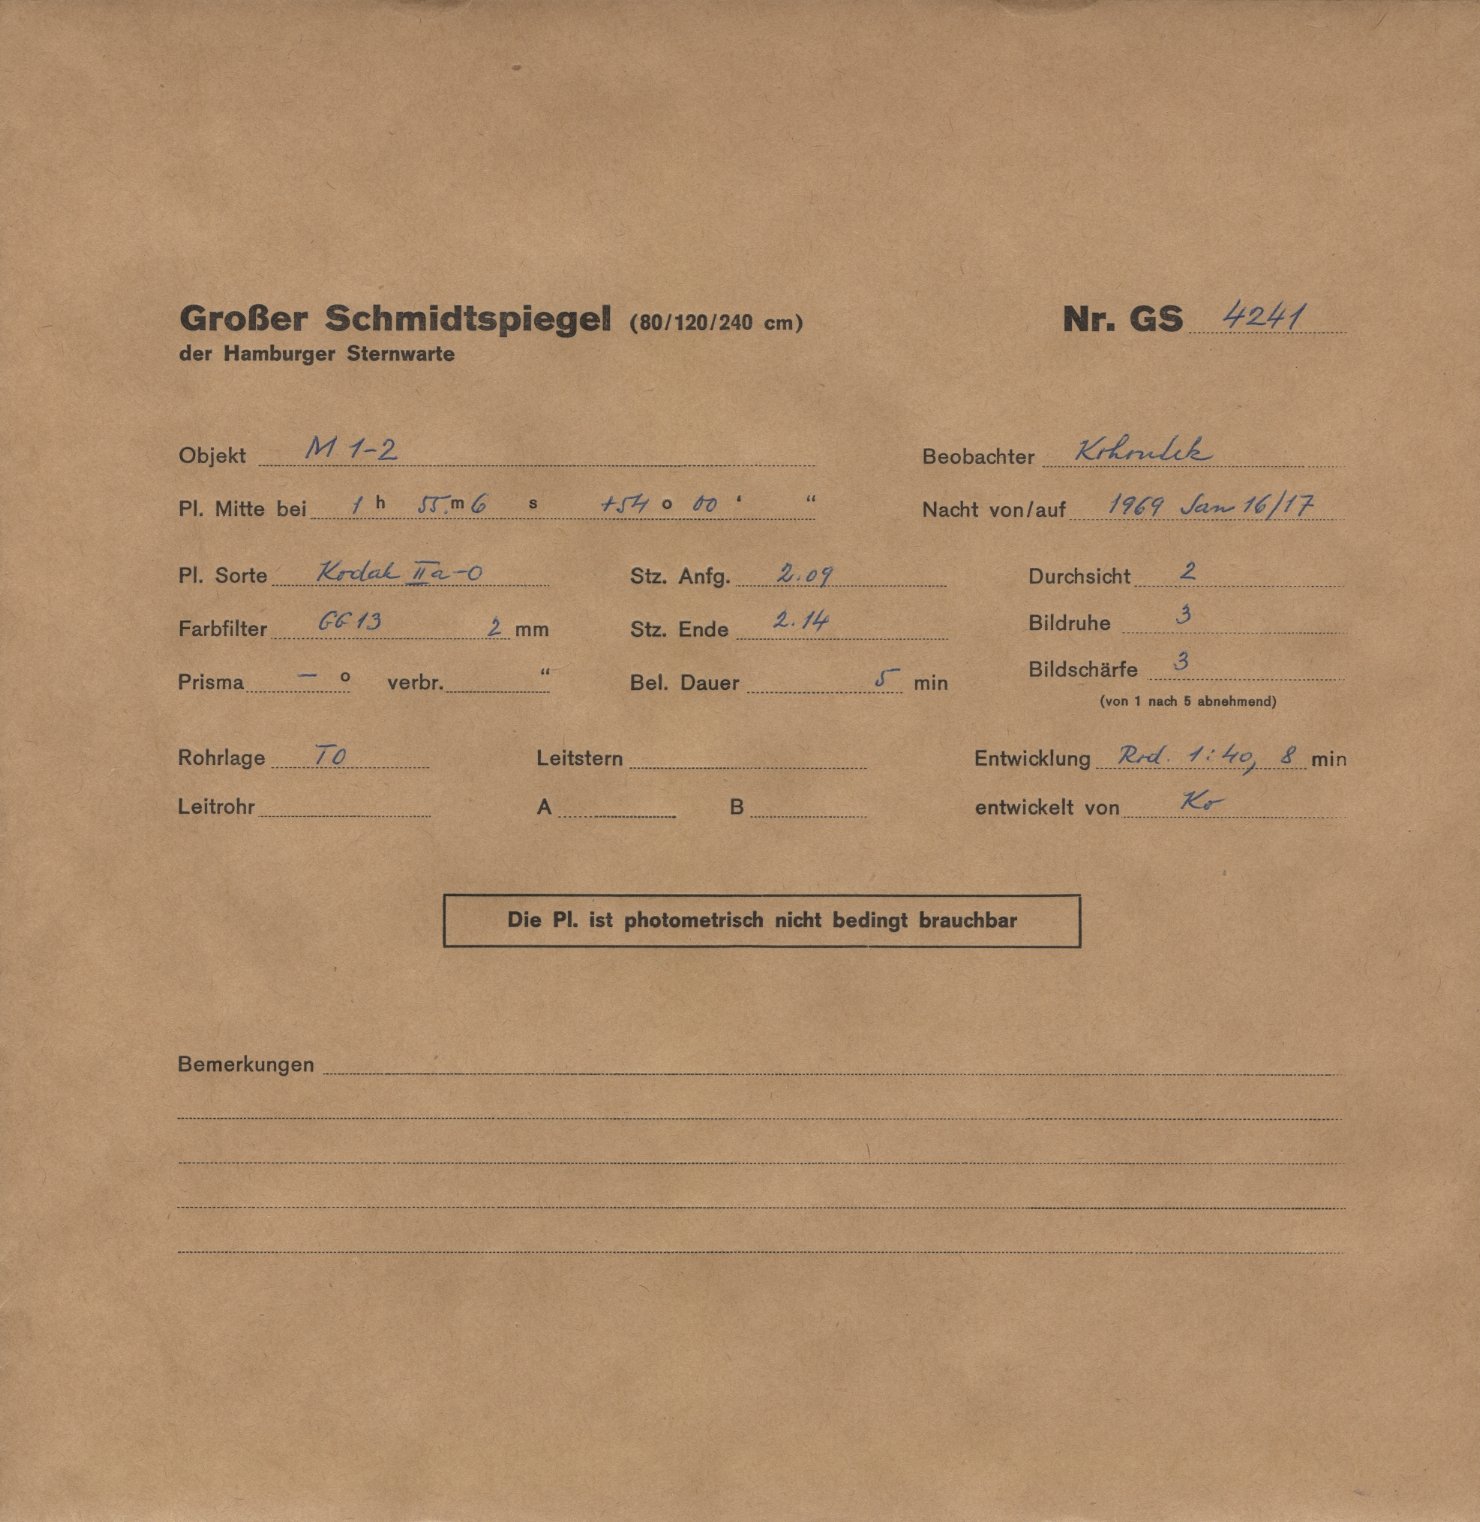 Großer Schmidtspiegel (80/120/240 cm) Nr. GS 4241
der Hamburger Sternwarte
Objekt M 1-2 Beobachter Kohoutek
Pl. Mitte bei 1 h 55. m 6 s +54 o 00 ‘ “ Nacht von/auf 1969 Jan 16/17
Pl. Sorte Kodak IIa-O Stz. Anfg. 2.09 Durchsicht 2
Farbfilter GG 13 2 mm Stz. Ende 2.14 Bildruhe 3
Prisma — o verbr. “ Bel. Dauer 5 min Bildschärfe 3
(von 1 nach 5 abnehmend)
Rohrlage TO Leitstern Entwicklung Rod. 1:40, 8 min
Leitrohr A B entwickelt von Ko
Die Pl. ist photometrisch nicht bedingt brauchbar
Bemerkungen